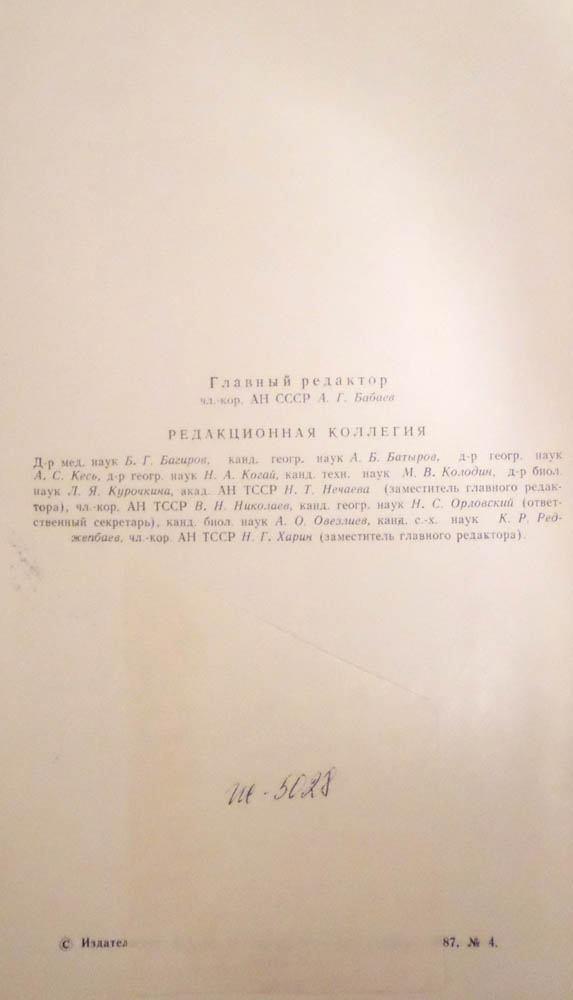 Главный редактор
чл.-кор. АН СССР А. Г. Бабаев
РЕДАКЦИОННАЯ КОЛЛЕГИЯ
Д-р мед. наук Б. Г. Багиров, канд. геогр. наук А. Б. Батыров, д-р геогр. наук
А. С. Кесь, д-р геогр. наук Н. А. Когай, канд. техн. наук М. В. Колодин, д-р биол.
наук Л. Я. Курочкина, акад. АН ТССР Н. Т. Нечаева (заместитель главного редак-
тора), чл.-кор. АН ТССР В. Н. Николаев, канд. геогр. наук Н. С. Орловский (ответ-
ственный секретарь), канд. биол. наук А. О. Овезлиев, канд. с.-х. наук К. Р. Ред-
жепбаев, чл.-кор. АН ТССР Н. Г. Харин (заместитель главного редактора).
-5028
© Издател 87, № 4.